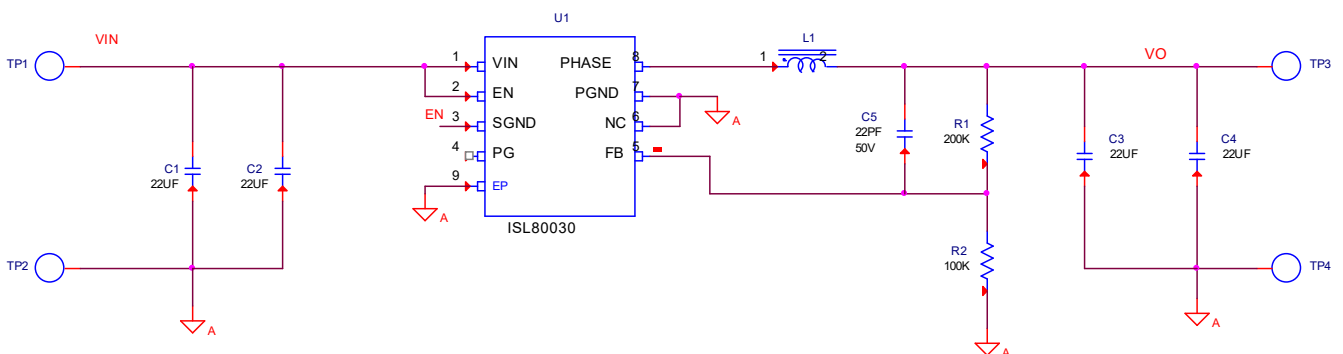 U1
VIN
TP1
1 VIN
2 EN
EN 3 SGND
4 PG
9 EP
PHASE 8
PGND 7
NC 6
FB 5
ISL80030
L1
1 2
VO
TP3
C1
22UF
C2
22UF
A
A
A
C5
22PF
50V
R1
200K
C3
22UF
C4
22UF
TP2
R2
100K
TP4
A
A